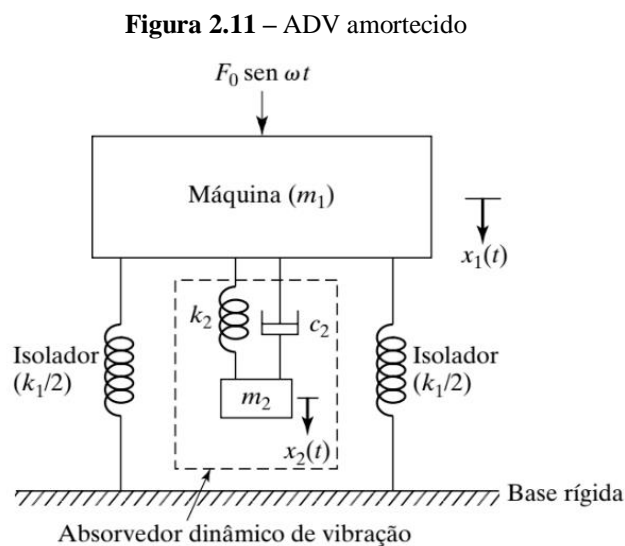 Figura 2.11 – ADV amortecido
F₀ sen ωt
Máquina (m₁)
x₁(t)
k₂
c₂
Isolador
(k₁/2)
Isolador
(k₁/2)
m₂
x₂(t)
Base rígida
Absorvedor dinâmico de vibração